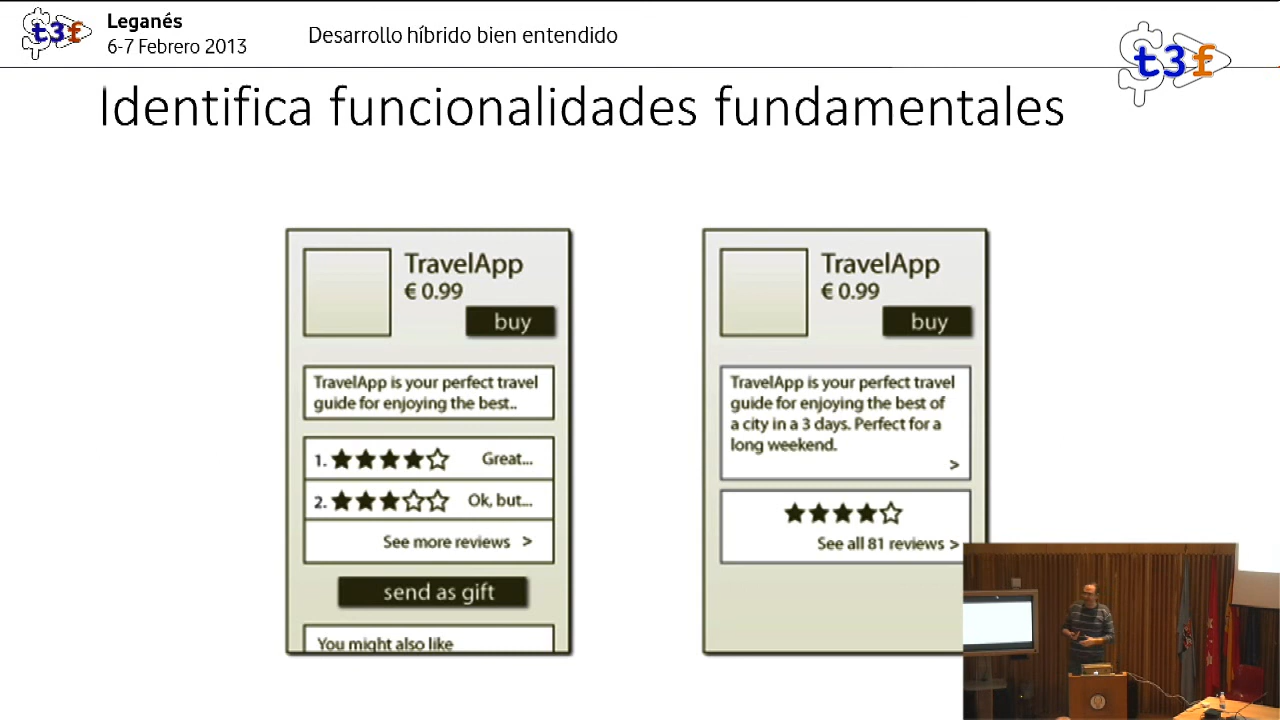 t3f
Leganés
6-7 Febrero 2013
Desarrollo híbrido bien entendido
t3f
Identifica funcionalidades fundamentales
TravelApp
€ 0.99
buy
TravelApp is your perfect travel
guide for enjoying the best..
1. Great...
2. Ok, but...
See more reviews >
send as gift
You might also like
TravelApp
€ 0.99
buy
TravelApp is your perfect travel
guide for enjoying the best of
a city in a 3 days. Perfect for a
long weekend.
>
See all 81 reviews >